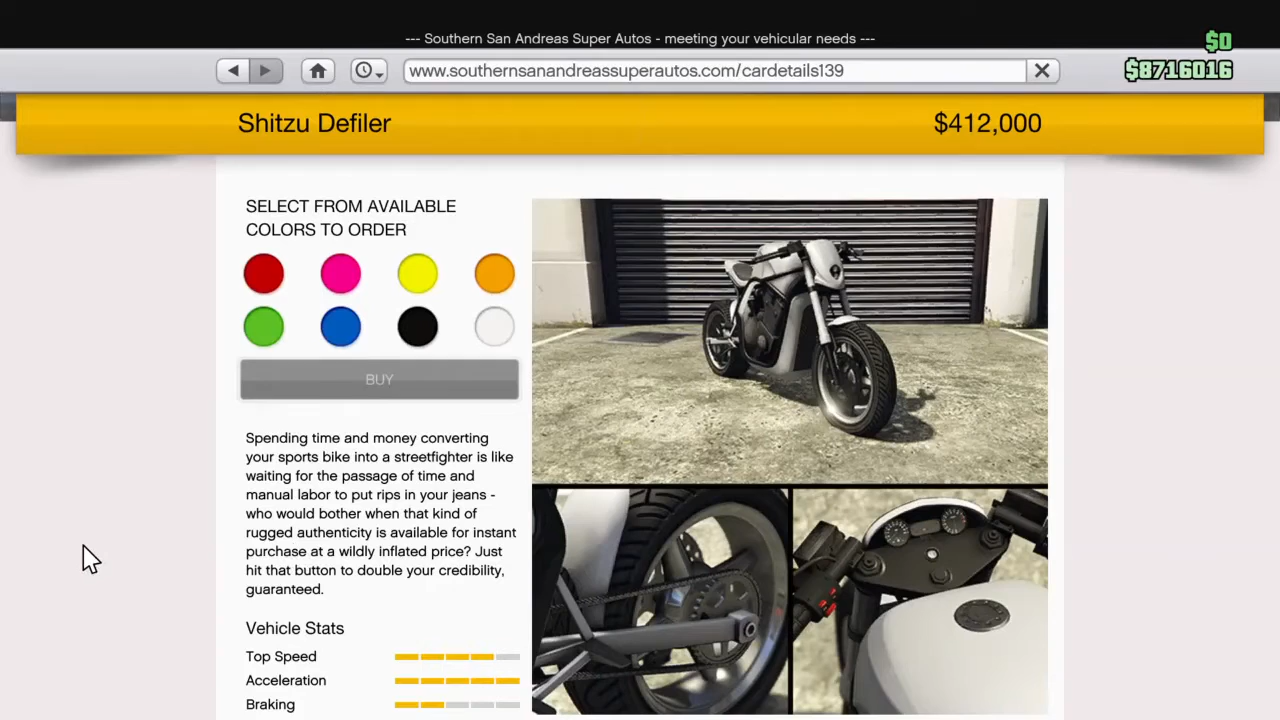 --- Southern San Andreas Super Autos - meeting your vehicular needs ---
$0
www.southernsanandreassuperautos.com/cardetails139
$8716016
Shitzu Defiler
$412,000
SELECT FROM AVAILABLE
COLORS TO ORDER
BUY
Spending time and money converting
your sports bike into a streetfighter is like
waiting for the passage of time and
manual labor to put rips in your jeans -
who would bother when that kind of
rugged authenticity is available for instant
purchase at a wildly inflated price? Just
hit that button to double your credibility,
guaranteed.
Vehicle Stats
Top Speed
Acceleration
Braking